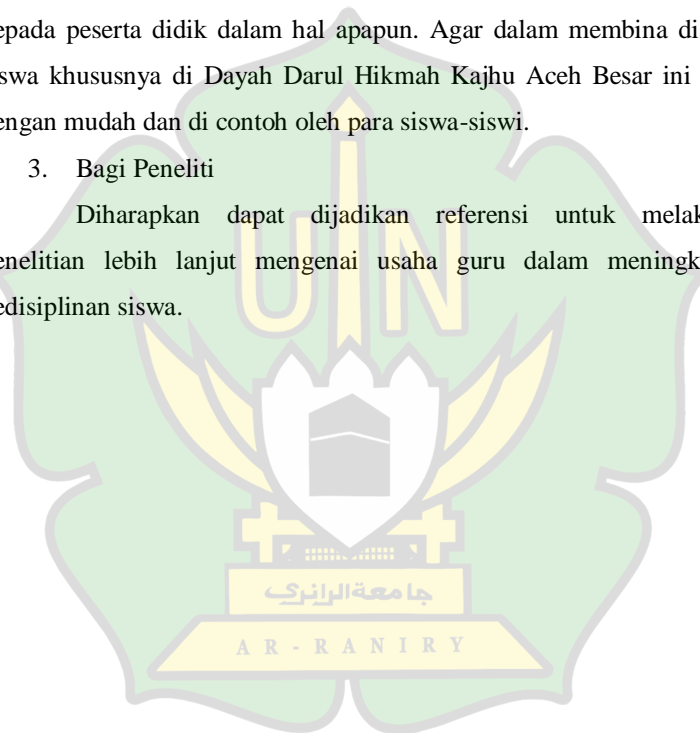 epada peserta didik dalam hal apapun. Agar dalam membina di
iswa khususnya di Dayah Darul Hikmah Kajhu Aceh Besar ini
engan mudah dan di contoh oleh para siswa-siswi.
3. Bagi Peneliti
Diharapkan dapat dijadikan referensi untuk melak
enelitian lebih lanjut mengenai usaha guru dalam meningk
edisiplinan siswa.
UIN
جامعةالرانري
AR-RANIRY